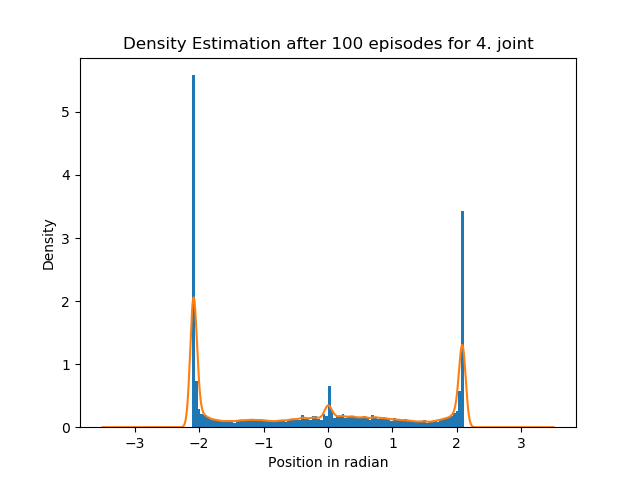 Density Estimation after 100 episodes for 4. joint
Density
5
4
3
2
1
0
−3 −2 −1 0 1 2 3
Position in radian